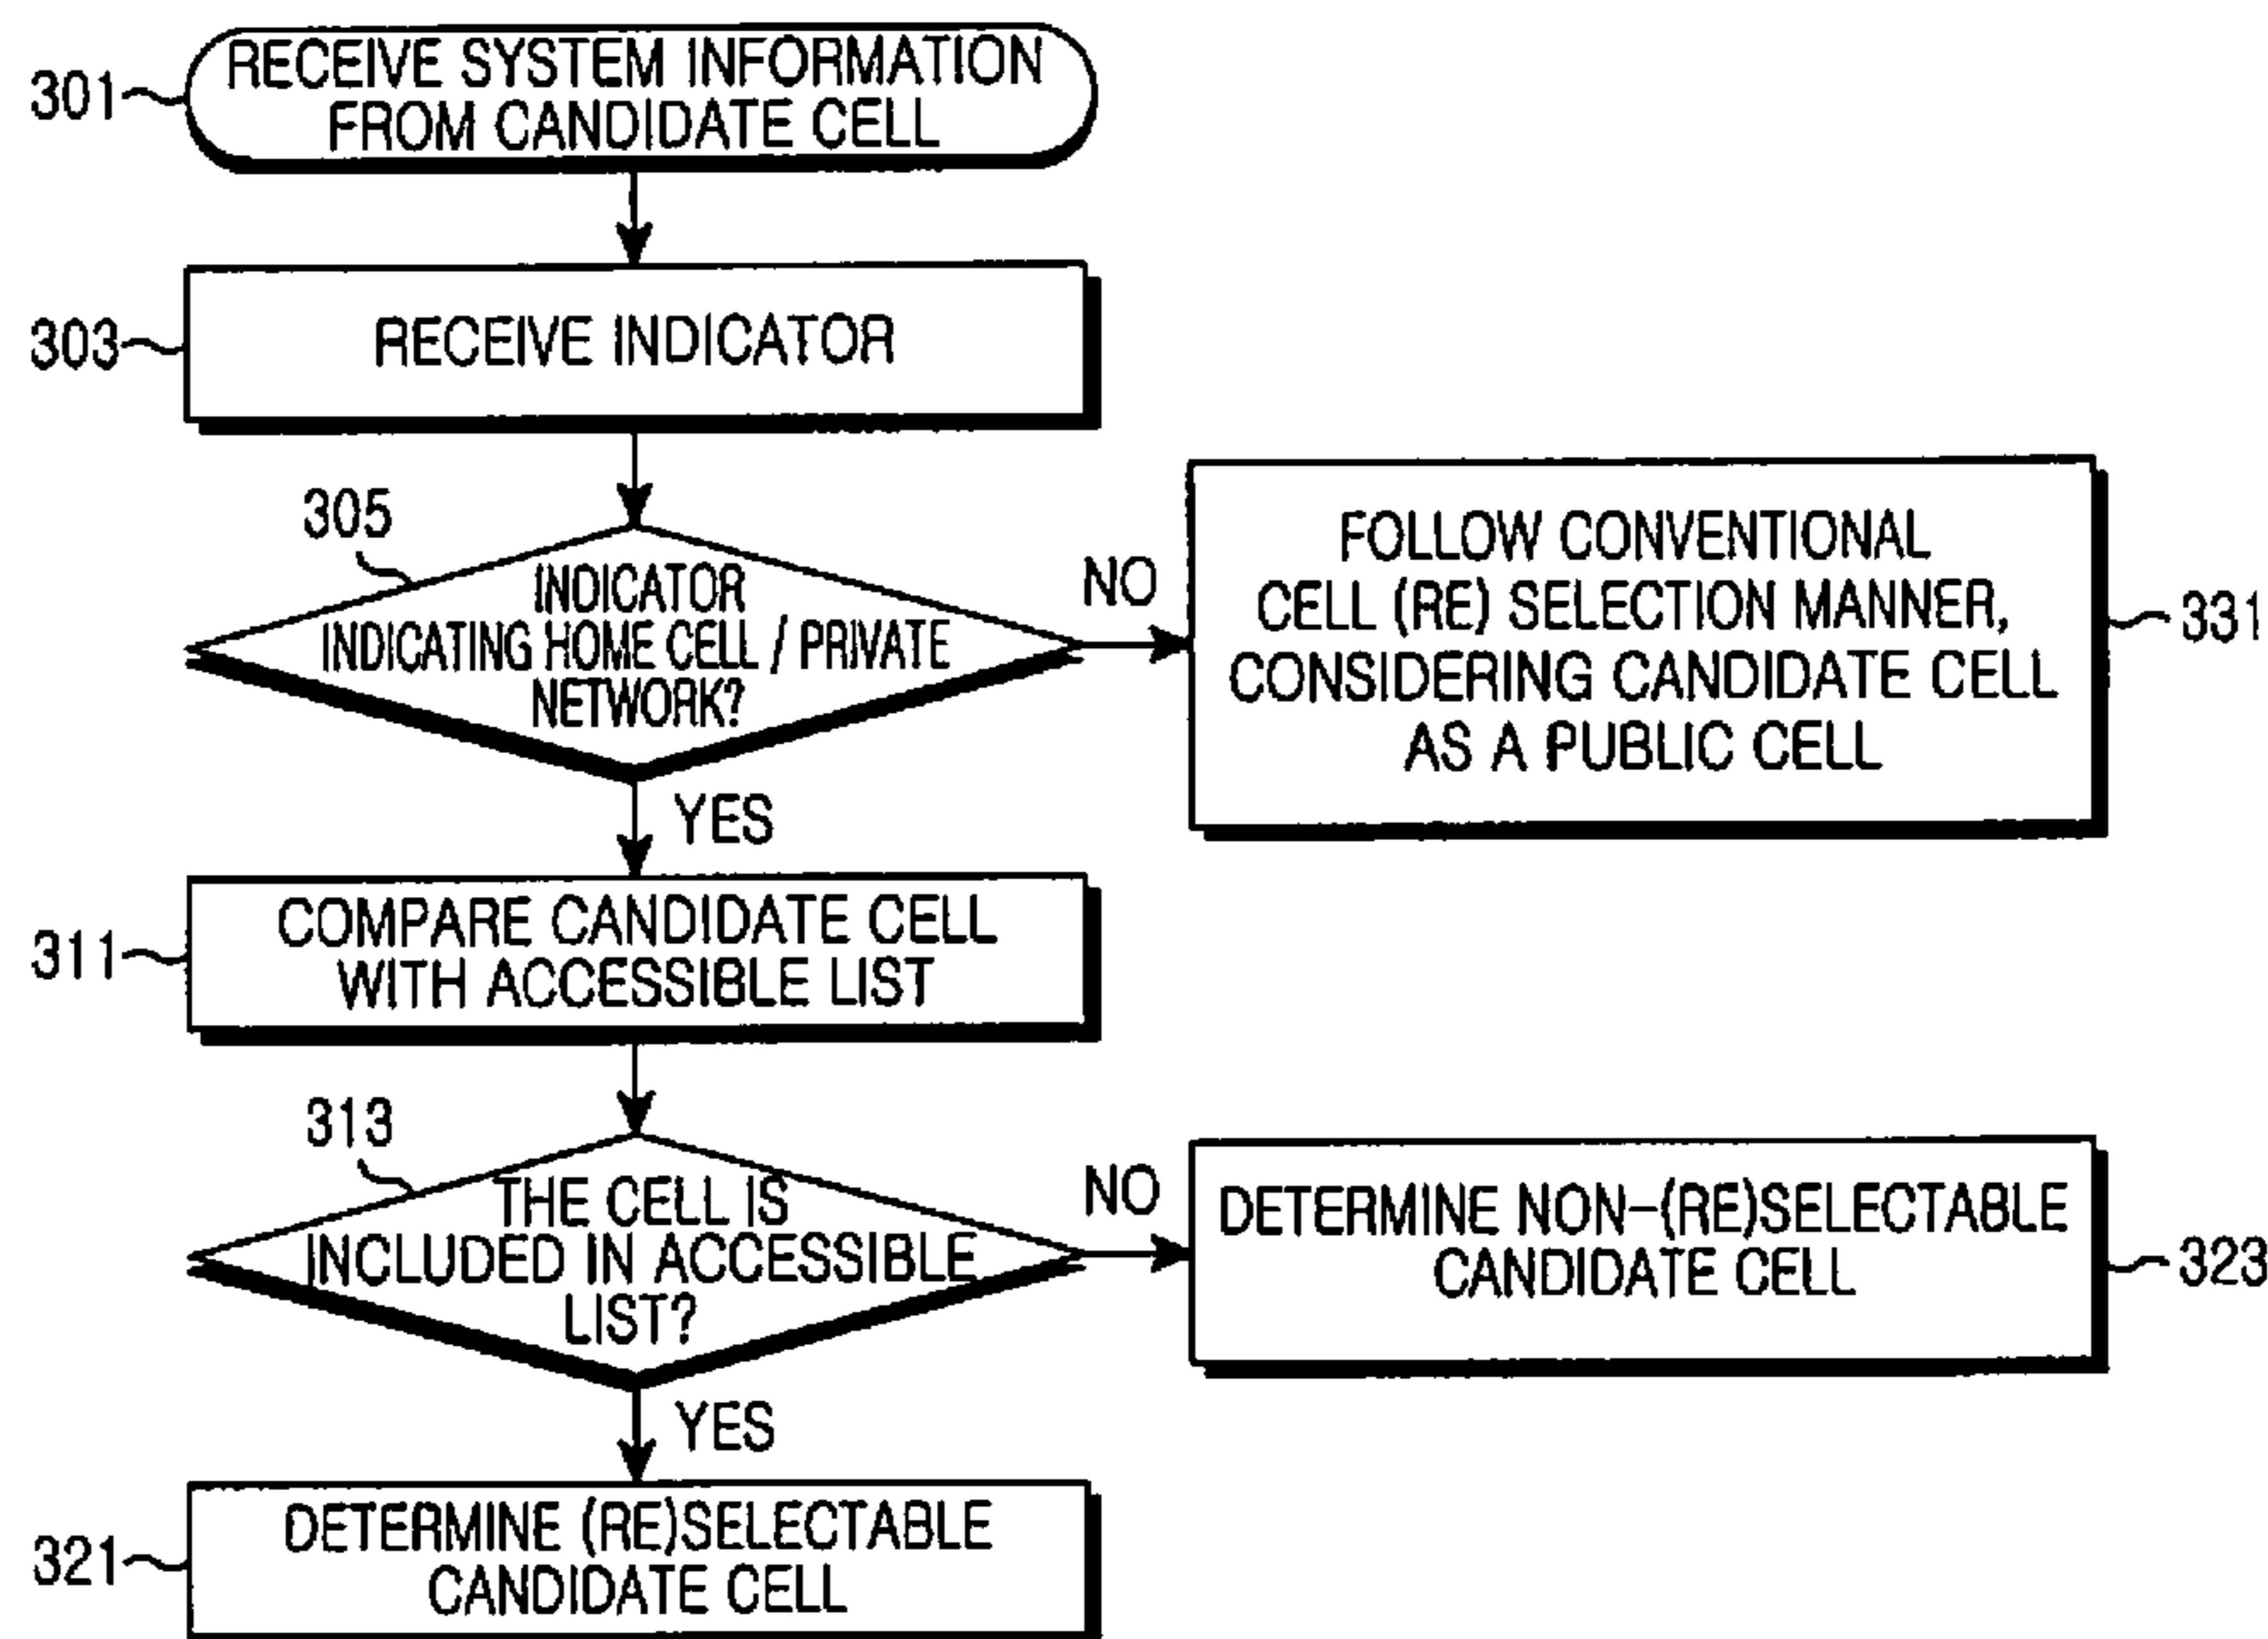 301
RECEIVE SYSTEM INFORMATION
FROM CANDIDATE CELL
303
RECEIVE INDICATOR
305
INDICATOR
INDICATING HOME CELL / PRIVATE
NETWORK?
NO
FOLLOW CONVENTIONAL
CELL (RE) SELECTION MANNER,
CONSIDERING CANDIDATE CELL
AS A PUBLIC CELL
331
YES
311
COMPARE CANDIDATE CELL
WITH ACCESSIBLE LIST
313
THE CELL IS
INCLUDED IN ACCESSIBLE
LIST?
NO
DETERMINE NON-(RE)SELECTABLE
CANDIDATE CELL
323
YES
321
DETERMINE (RE)SELECTABLE
CANDIDATE CELL